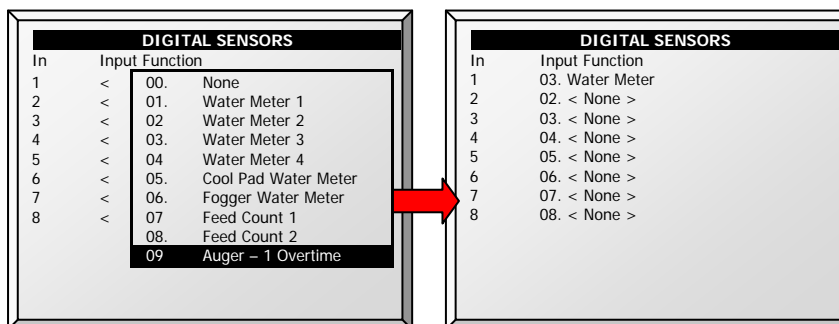 DIGITAL SENSORS
In Input Function
1 <
2 <
3 <
4 <
5 <
6 <
7 <
8 <
00. None
01. Water Meter 1
02 Water Meter 2
03. Water Meter 3
04 Water Meter 4
05. Cool Pad Water Meter
06. Fogger Water Meter
07 Feed Count 1
08. Feed Count 2
09 Auger – 1 Overtime
DIGITAL SENSORS
In Input Function
1 03. Water Meter
2 02. < None >
3 03. < None >
4 04. < None >
5 05. < None >
6 06. < None >
7 07. < None >
8 08. < None >